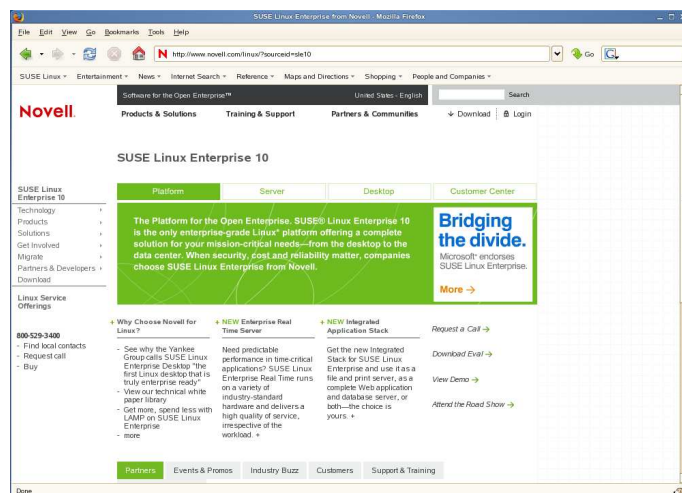 SUSE Linux Enterprise from Novell - Mozilla Firefox
File Edit View Go Bookmarks Tools Help
http://www.novell.com/linux/?sourceid=sle10
Go
G
SUSE Linux Entertainment News Internet Search Reference Maps and Directions Shopping People and Companies
Software for the Open Enterprise™
United States - English
Search
Novell
Products & Solutions
Training & Support
Partners & Communities
Download
Login
SUSE Linux Enterprise 10
SUSE Linux
Enterprise 10
Technology
Products
Solutions
Get Involved
Migrate
Partners & Developers
Download
Linux Service
Offerings
800-529-3400
- Find local contacts
- Request call
- Buy
Platform
Server
Desktop
Customer Center
The Platform for the Open Enterprise. SUSE® Linux Enterprise 10
is the only enterprise-grade Linux* platform offering a complete
solution for your mission-critical needs—from the desktop to the
data center. When security, cost and reliability matter, companies
choose SUSE Linux Enterprise from Novell.
Bridging
the divide.
Microsoft* endorses
SUSE Linux Enterprise.
More →
+ Why Choose Novell for
Linux?
- See why the Yankee
Group calls SUSE Linux
Enterprise Desktop "the
first Linux desktop that is
truly enterprise ready"
- View our technical white
paper library
- Get more, spend less with
LAMP on SUSE Linux
Enterprise
- more
+ NEW Enterprise Real
Time Server
Need predictable
performance in time-critical
applications? SUSE Linux
Enterprise Real Time runs
on a variety of
industry-standard
hardware and delivers a
high quality of service,
irrespective of the
workload. +
+ NEW Integrated
Application Stack
Get the new Integrated
Stack for SUSE Linux
Enterprise and use it as a
file and print server, as a
complete Web application
and database server, or
both—the choice is
yours. +
Request a Call →
Download Eval →
View Demo →
Attend the Road Show →
Partners
Events & Promos
Industry Buzz
Customers
Support & Training
Done